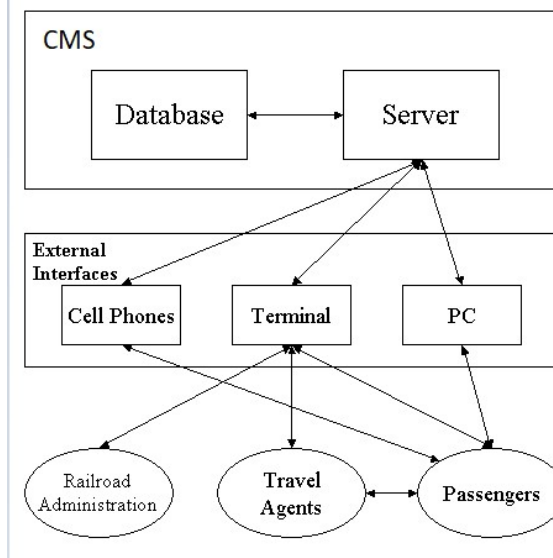 CMS
Database
Server
External
Interfaces
Cell Phones
Terminal
PC
Railroad
Administration
Travel
Agents
Passengers